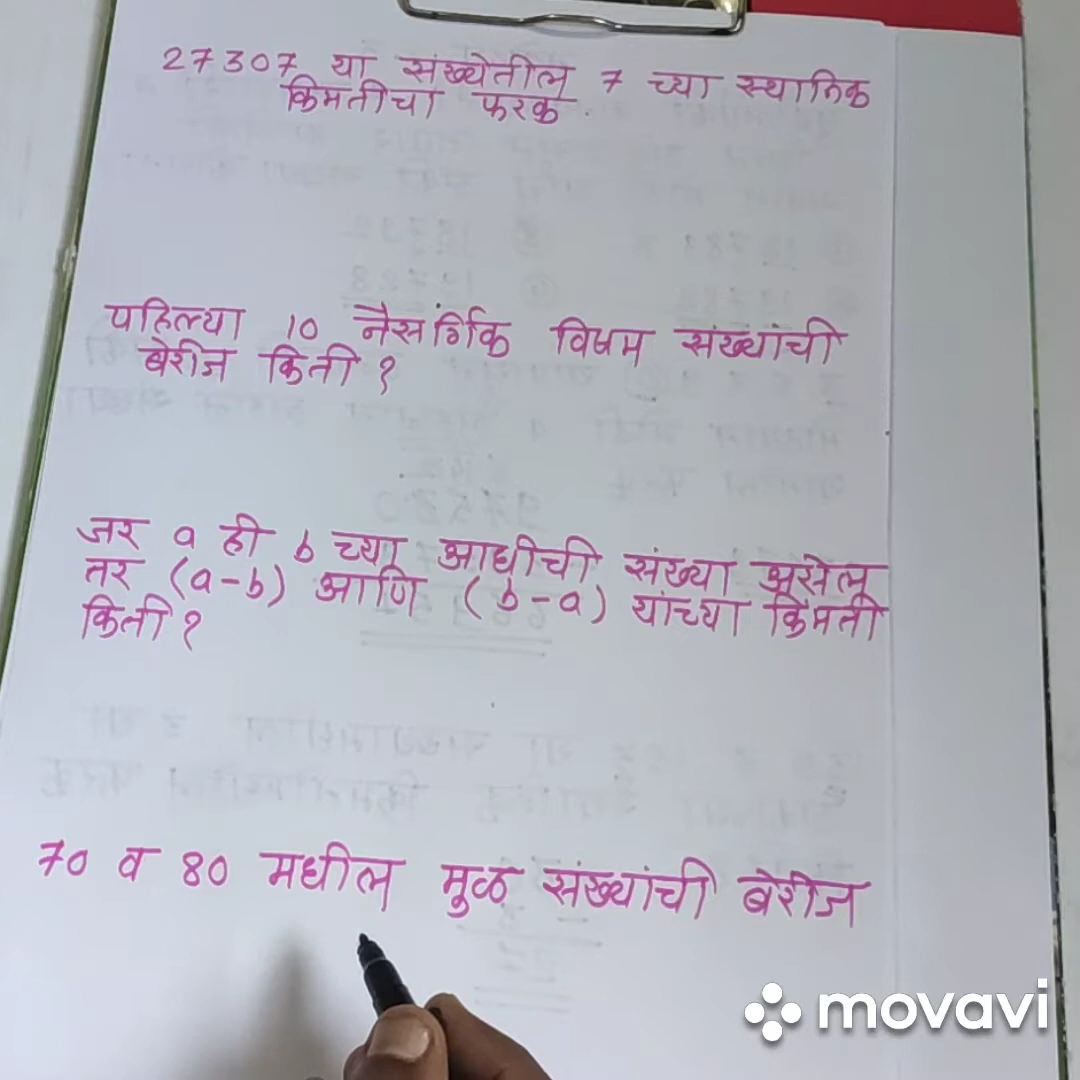 27307 या संख्येतील 7 च्या स्थानिक
किमतीचा फरक.
पहिल्या 10 नैसर्गिक विषम संख्यांची
बेरीज किती ?
जर a ही b च्या आधीची संख्या असेल
तर (a-b) आणि (b-a) यांच्या किमती
किती ?
70 व 80 मधील मुळ संख्यांची बेरीज
movavi